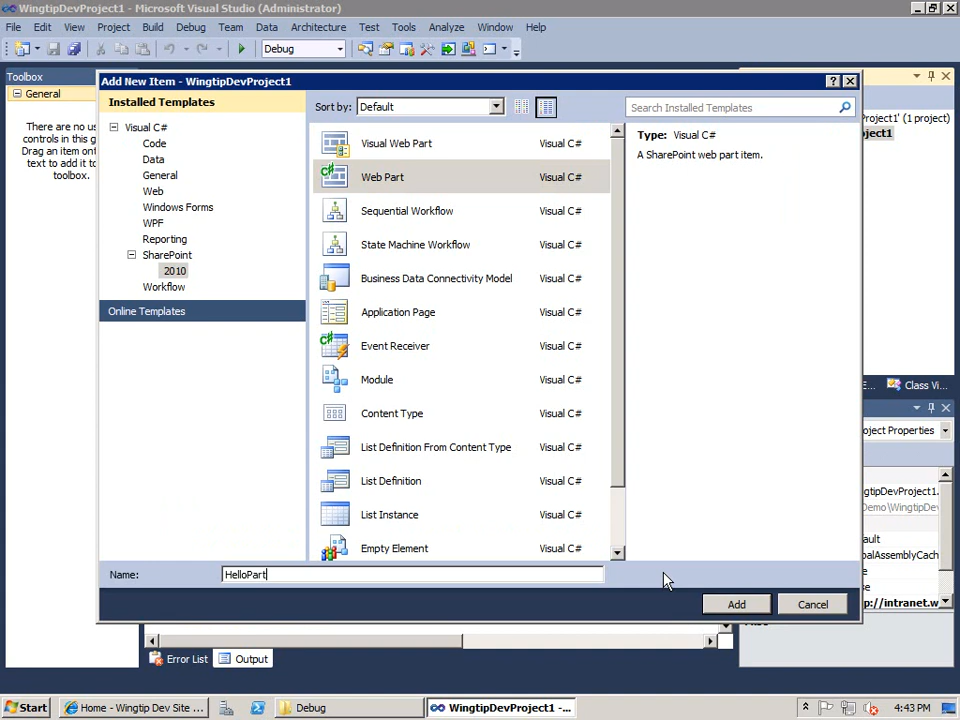 WingtipDevProject1 - Microsoft Visual Studio (Administrator)
File Edit View Project Build Debug Team Data Architecture Test Tools Analyze Window Help
Debug
Toolbox
General
There are no us
controls in this g
Drag an item ont
text to add it to
toolbox.
Add New Item - WingtipDevProject1
Installed Templates
Visual C#
Code
Data
General
Web
Windows Forms
WPF
Reporting
SharePoint
2010
Workflow
Online Templates
Sort by: Default
Search Installed Templates
Visual Web Part Visual C#
Web Part Visual C#
Sequential Workflow Visual C#
State Machine Workflow Visual C#
Business Data Connectivity Model Visual C#
Application Page Visual C#
Event Receiver Visual C#
Module Visual C#
Content Type Visual C#
List Definition From Content Type Visual C#
List Definition Visual C#
List Instance Visual C#
Empty Element Visual C#
Type: Visual C#
A SharePoint web part item.
Name: HelloPart
Add Cancel
Project1' (1 project)
ject1
E... Class Vi...
oject Properties
gtipDevProject1.
Demo\WingtipDev
ault
balAssemblyCac
e
se
p://intranet.w
Error List Output
Start Home - Wingtip Dev Site ... Debug WingtipDevProject1 -... 4:43 PM